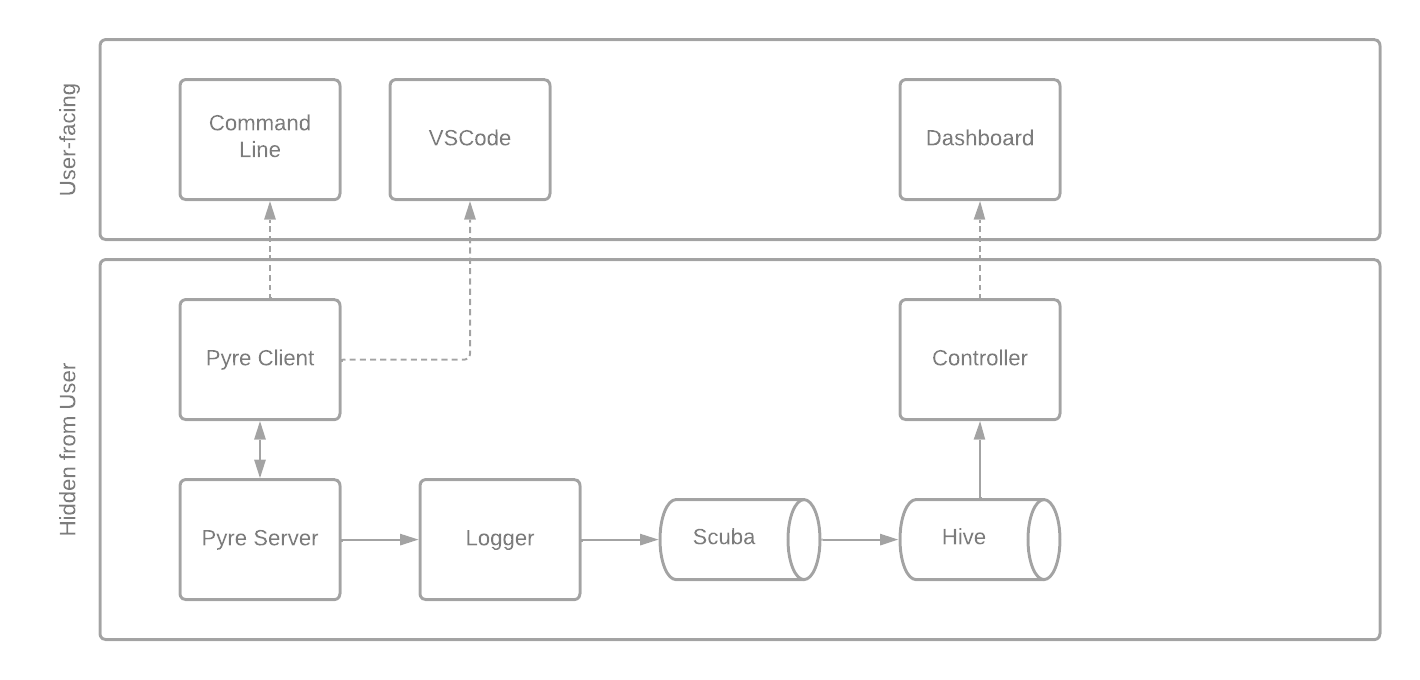 User-facing
Command
Line
VSCode
Dashboard
Hidden from User
Pyre Client
Controller
Pyre Server
Logger
Scuba
Hive